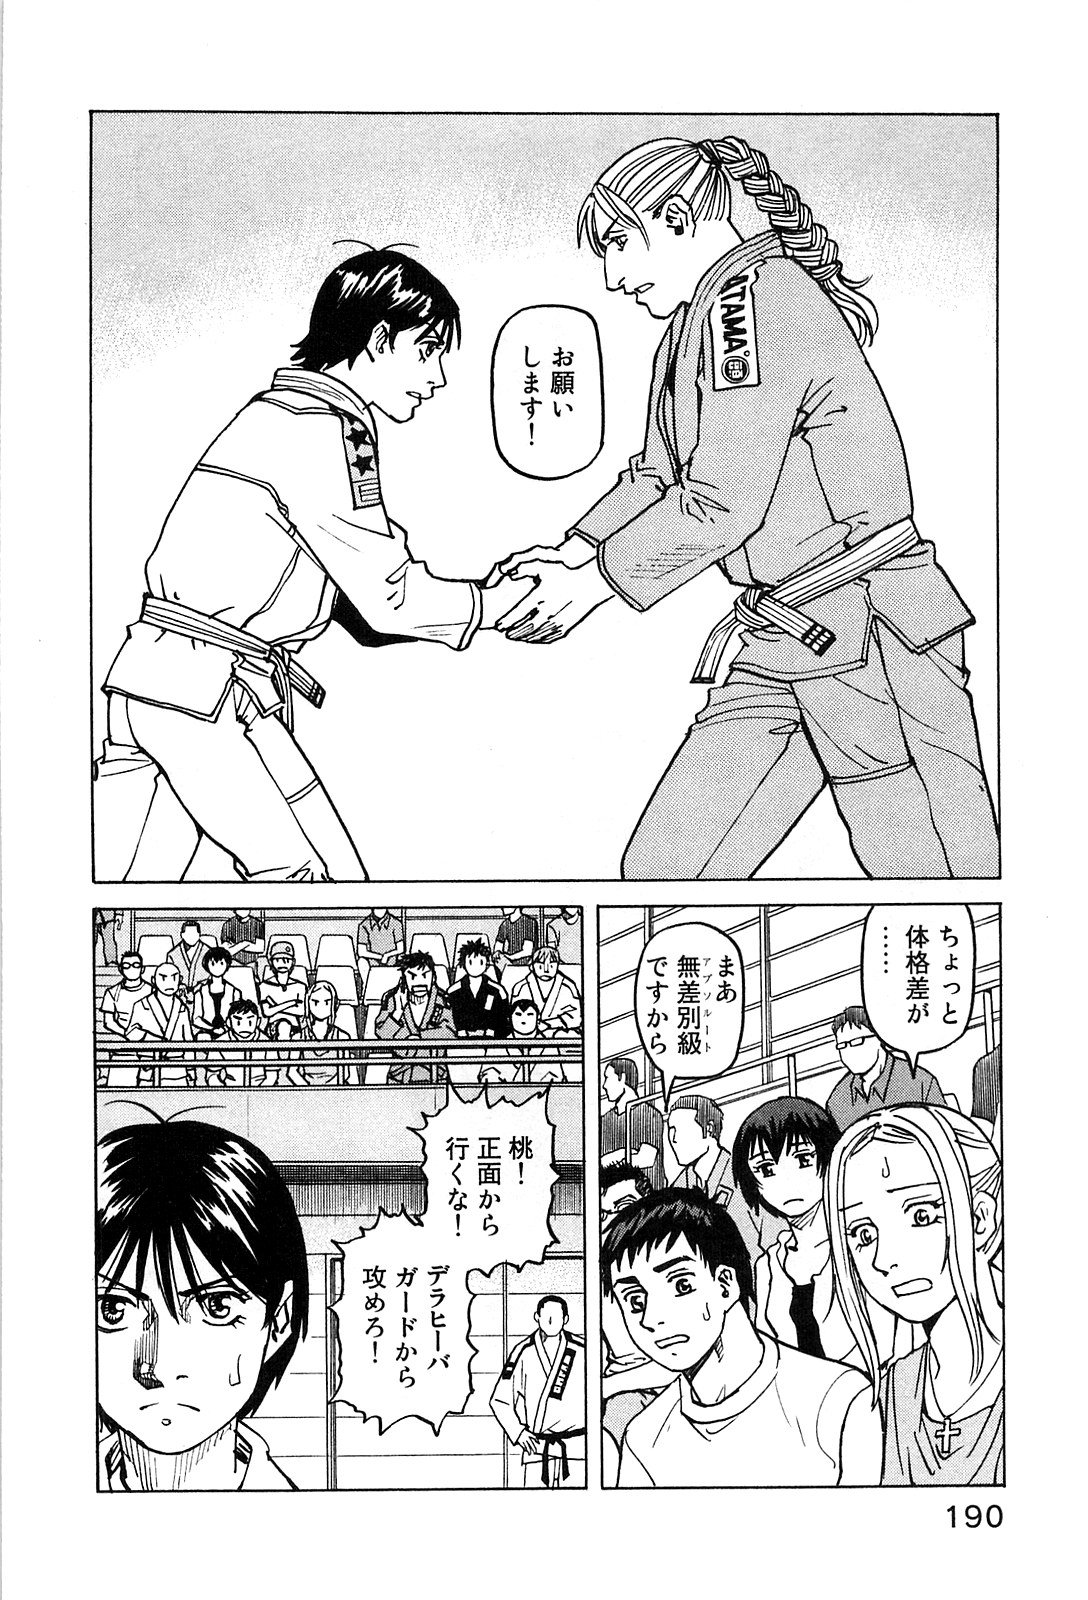 お願い
します！
TATAMA
ちょっと
体格差が
……
まあ
無差別級
アブソルート
ですから
桃！
正面から
行くな！
デラヒーバ
ガードから
攻めろ！
190